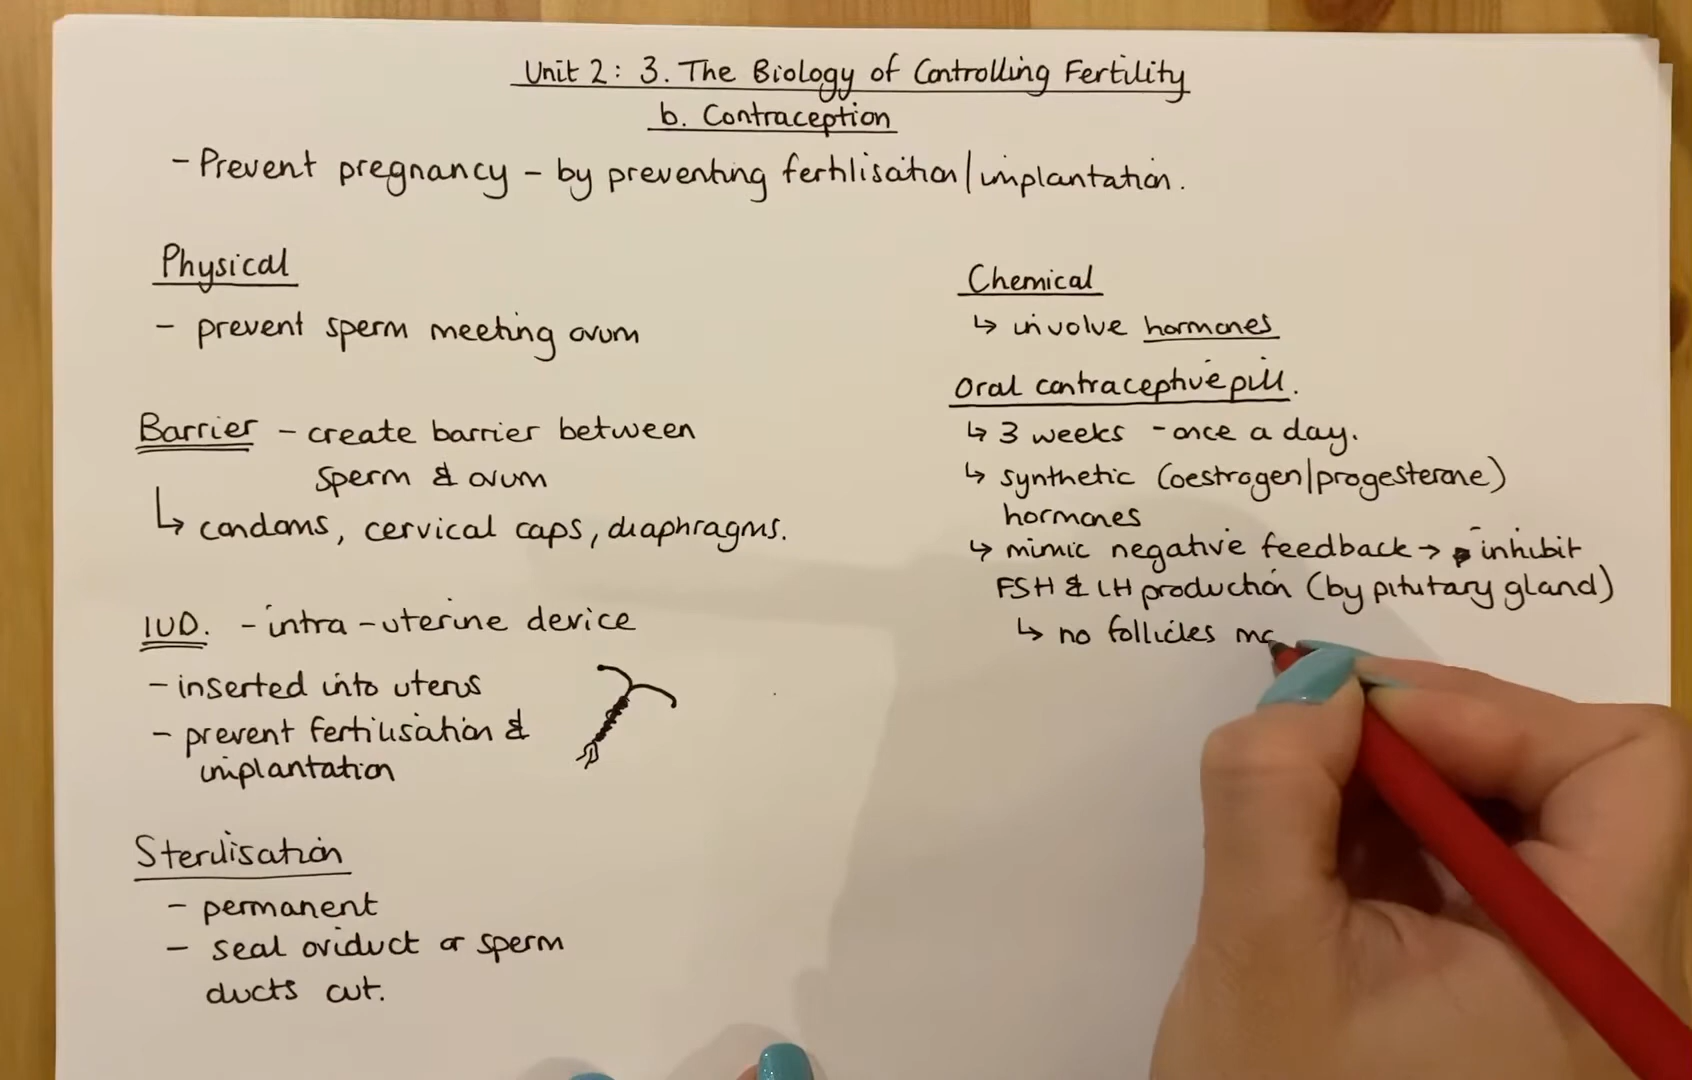 Unit 2: 3. The Biology of Controlling Fertility
b. Contraception
- Prevent pregnancy - by preventing fertilisation/implantation.
Physical
- prevent sperm meeting ovum
Barrier - create barrier between
sperm & ovum
↳ condoms, cervical caps, diaphragms.
IUD. - intra-uterine device
- inserted into uterus
- prevent fertilisation &
implantation
Sterilisation
- permanent
- seal oviduct or sperm
ducts cut.
Chemical
↳ involve hormones
Oral contraceptive pill.
↳ 3 weeks - once a day.
↳ synthetic (oestrogen/progesterone)
hormones
↳ mimic negative feedback → inhibit
FSH & LH production (by pitutary gland)
↳ no follicles ma